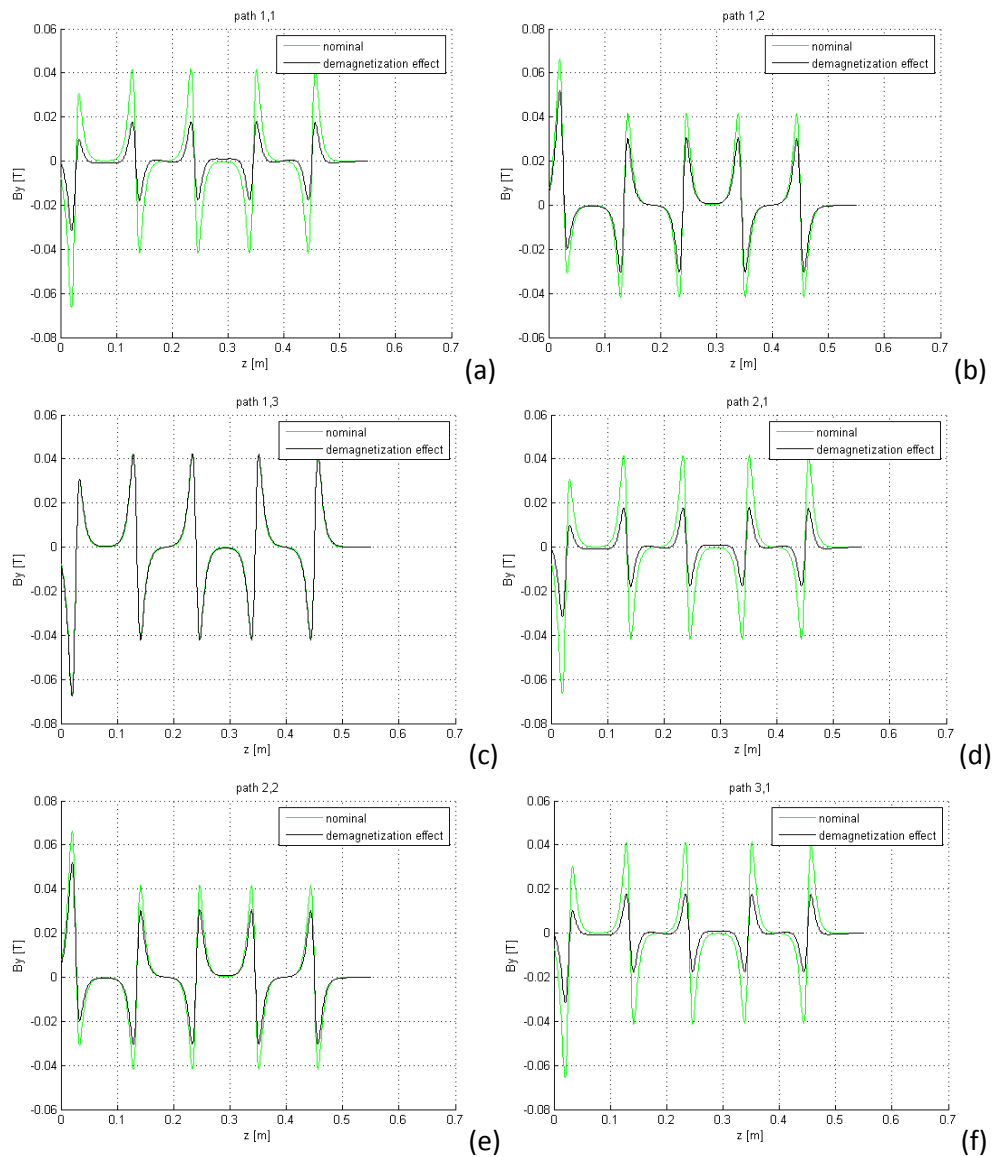 path 1,1
0.06
0.04
0.02
0
-0.02
-0.04
-0.06
-0.08
By [T]
nominal
demagnetization effect
0 0.1 0.2 0.3 0.4 0.5 0.6 0.7
z [m]
(a)
path 1,2
0.08
0.06
0.04
0.02
0
-0.02
-0.04
-0.06
By [T]
nominal
demagnetization effect
0 0.1 0.2 0.3 0.4 0.5 0.6 0.7
z [m]
(b)
path 1,3
0.06
0.04
0.02
0
-0.02
-0.04
-0.06
-0.08
By [T]
nominal
demagnetization effect
0 0.1 0.2 0.3 0.4 0.5 0.6 0.7
z [m]
(c)
path 2,1
0.06
0.04
0.02
0
-0.02
-0.04
-0.06
-0.08
By [T]
nominal
demagnetization effect
0 0.1 0.2 0.3 0.4 0.5 0.6 0.7
z [m]
(d)
path 2,2
0.08
0.06
0.04
0.02
0
-0.02
-0.04
-0.06
By [T]
nominal
demagnetization effect
0 0.1 0.2 0.3 0.4 0.5 0.6 0.7
z [m]
(e)
path 3,1
0.06
0.04
0.02
0
-0.02
-0.04
-0.06
-0.08
By [T]
nominal
demagnetization effect
0 0.1 0.2 0.3 0.4 0.5 0.6 0.7
z [m]
(f)